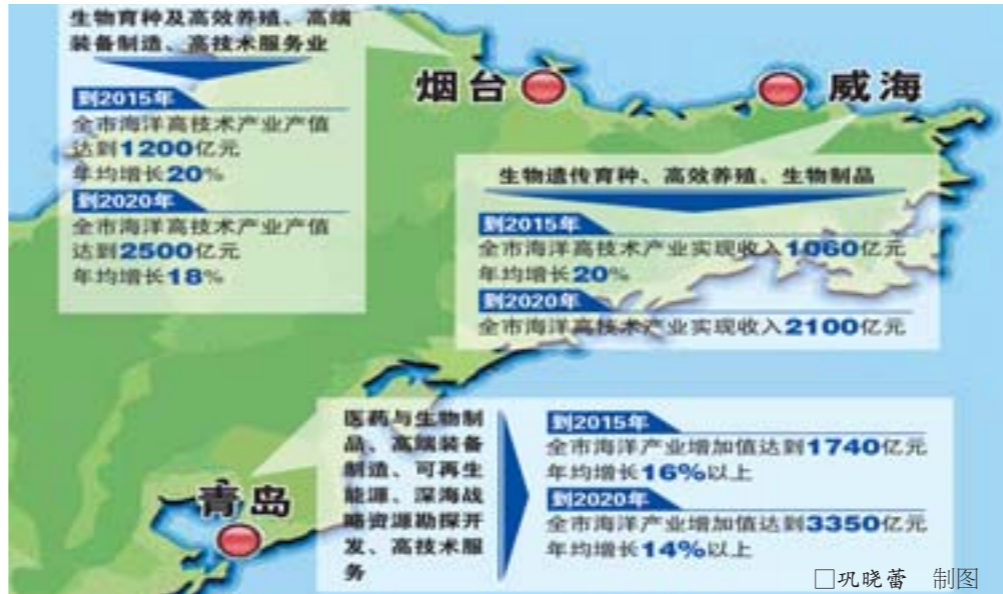 生物育种及高效养殖、高端
装备制造、高技术服务业
到2015年
全市海洋高技术产业产值
达到1200亿元
年均增长20%
到2020年
全市海洋高技术产业产值
达到2500亿元
年均增长18%
烟台
威海
生物遗传育种、高效养殖、生物制品
到2015年
全市海洋高技术产业实现收入1060亿元
年均增长20%
到2020年
全市海洋高技术产业实现收入2100亿元
青岛
医药与生物制
品、高端装备
制造、可再生
能源、深海战
略资源勘探开
发、高技术服
务
到2015年
全市海洋产业增加值达到1740亿元
年均增长16%以上
到2020年
全市海洋产业增加值达到3350亿元
年均增长14%以上
□巩晓蕾 制图